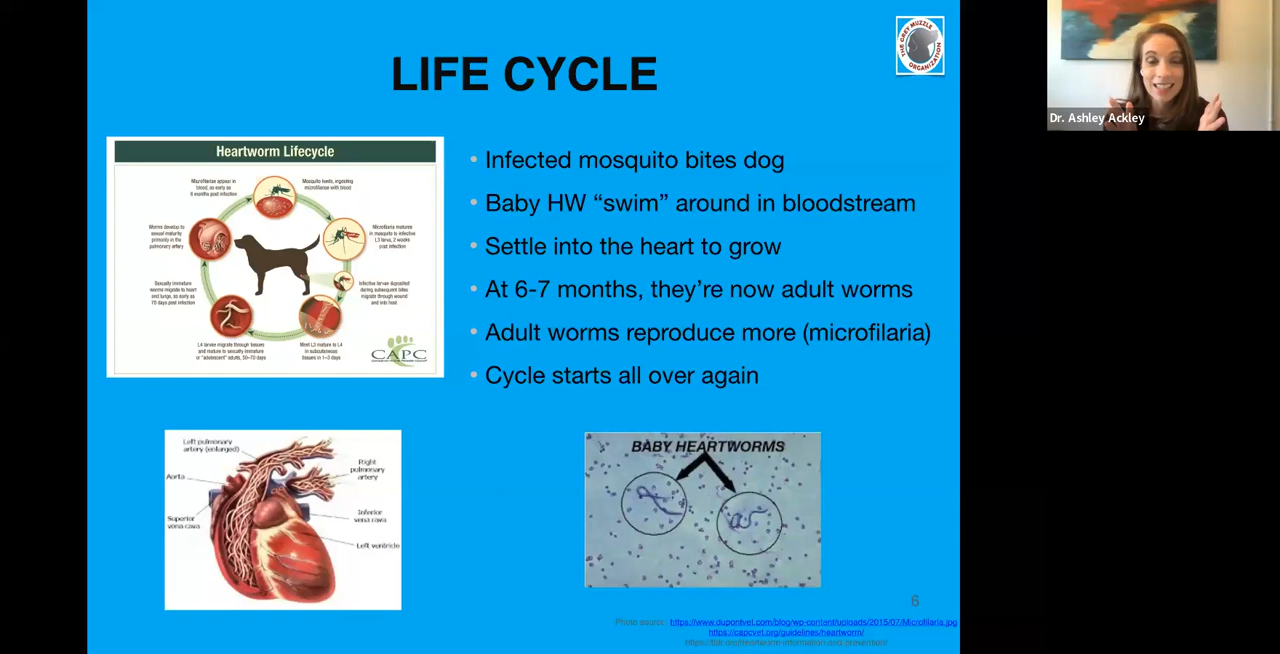 LIFE CYCLE
THE GREY MUZZLE ORGANIZATION
Dr. Ashley Ackley
Heartworm Lifecycle
Microfilariae appear in
blood, as early as
6 months post infection
Mosquito feeds, ingesting
microfilariae with blood
Worms develop to
sexual maturity
primarily in the
pulmonary artery
Microfilaria matures
in mosquito to infective
L3 larva, 2 weeks
post infection
Sexually immature
worms migrate to heart
and lungs, as early as
70 days post infection
Infective larvae deposited
during subsequent bites
migrate through wound
and into host
L4 larvae migrate through tissues
and mature to sexually immature
or "adolescent" adults, 50–70 days
Most L3 mature to L4
in subcutaneous
tissues in 1–3 days
CAPC
• Infected mosquito bites dog
• Baby HW “swim” around in bloodstream
• Settle into the heart to grow
• At 6-7 months, they’re now adult worms
• Adult worms reproduce more (microfilaria)
• Cycle starts all over again
Left pulmonary
artery (enlarged)
Right
pulmonary
artery
Aorta
Superior
vena cava
Inferior
vena cava
Left ventricle
BABY HEARTWORMS
6
Photo source: https://www.dupontvet.com/blog/wp-content/uploads/2015/07/Microfilaria.jpg
https://capcvet.org/guidelines/heartworm/